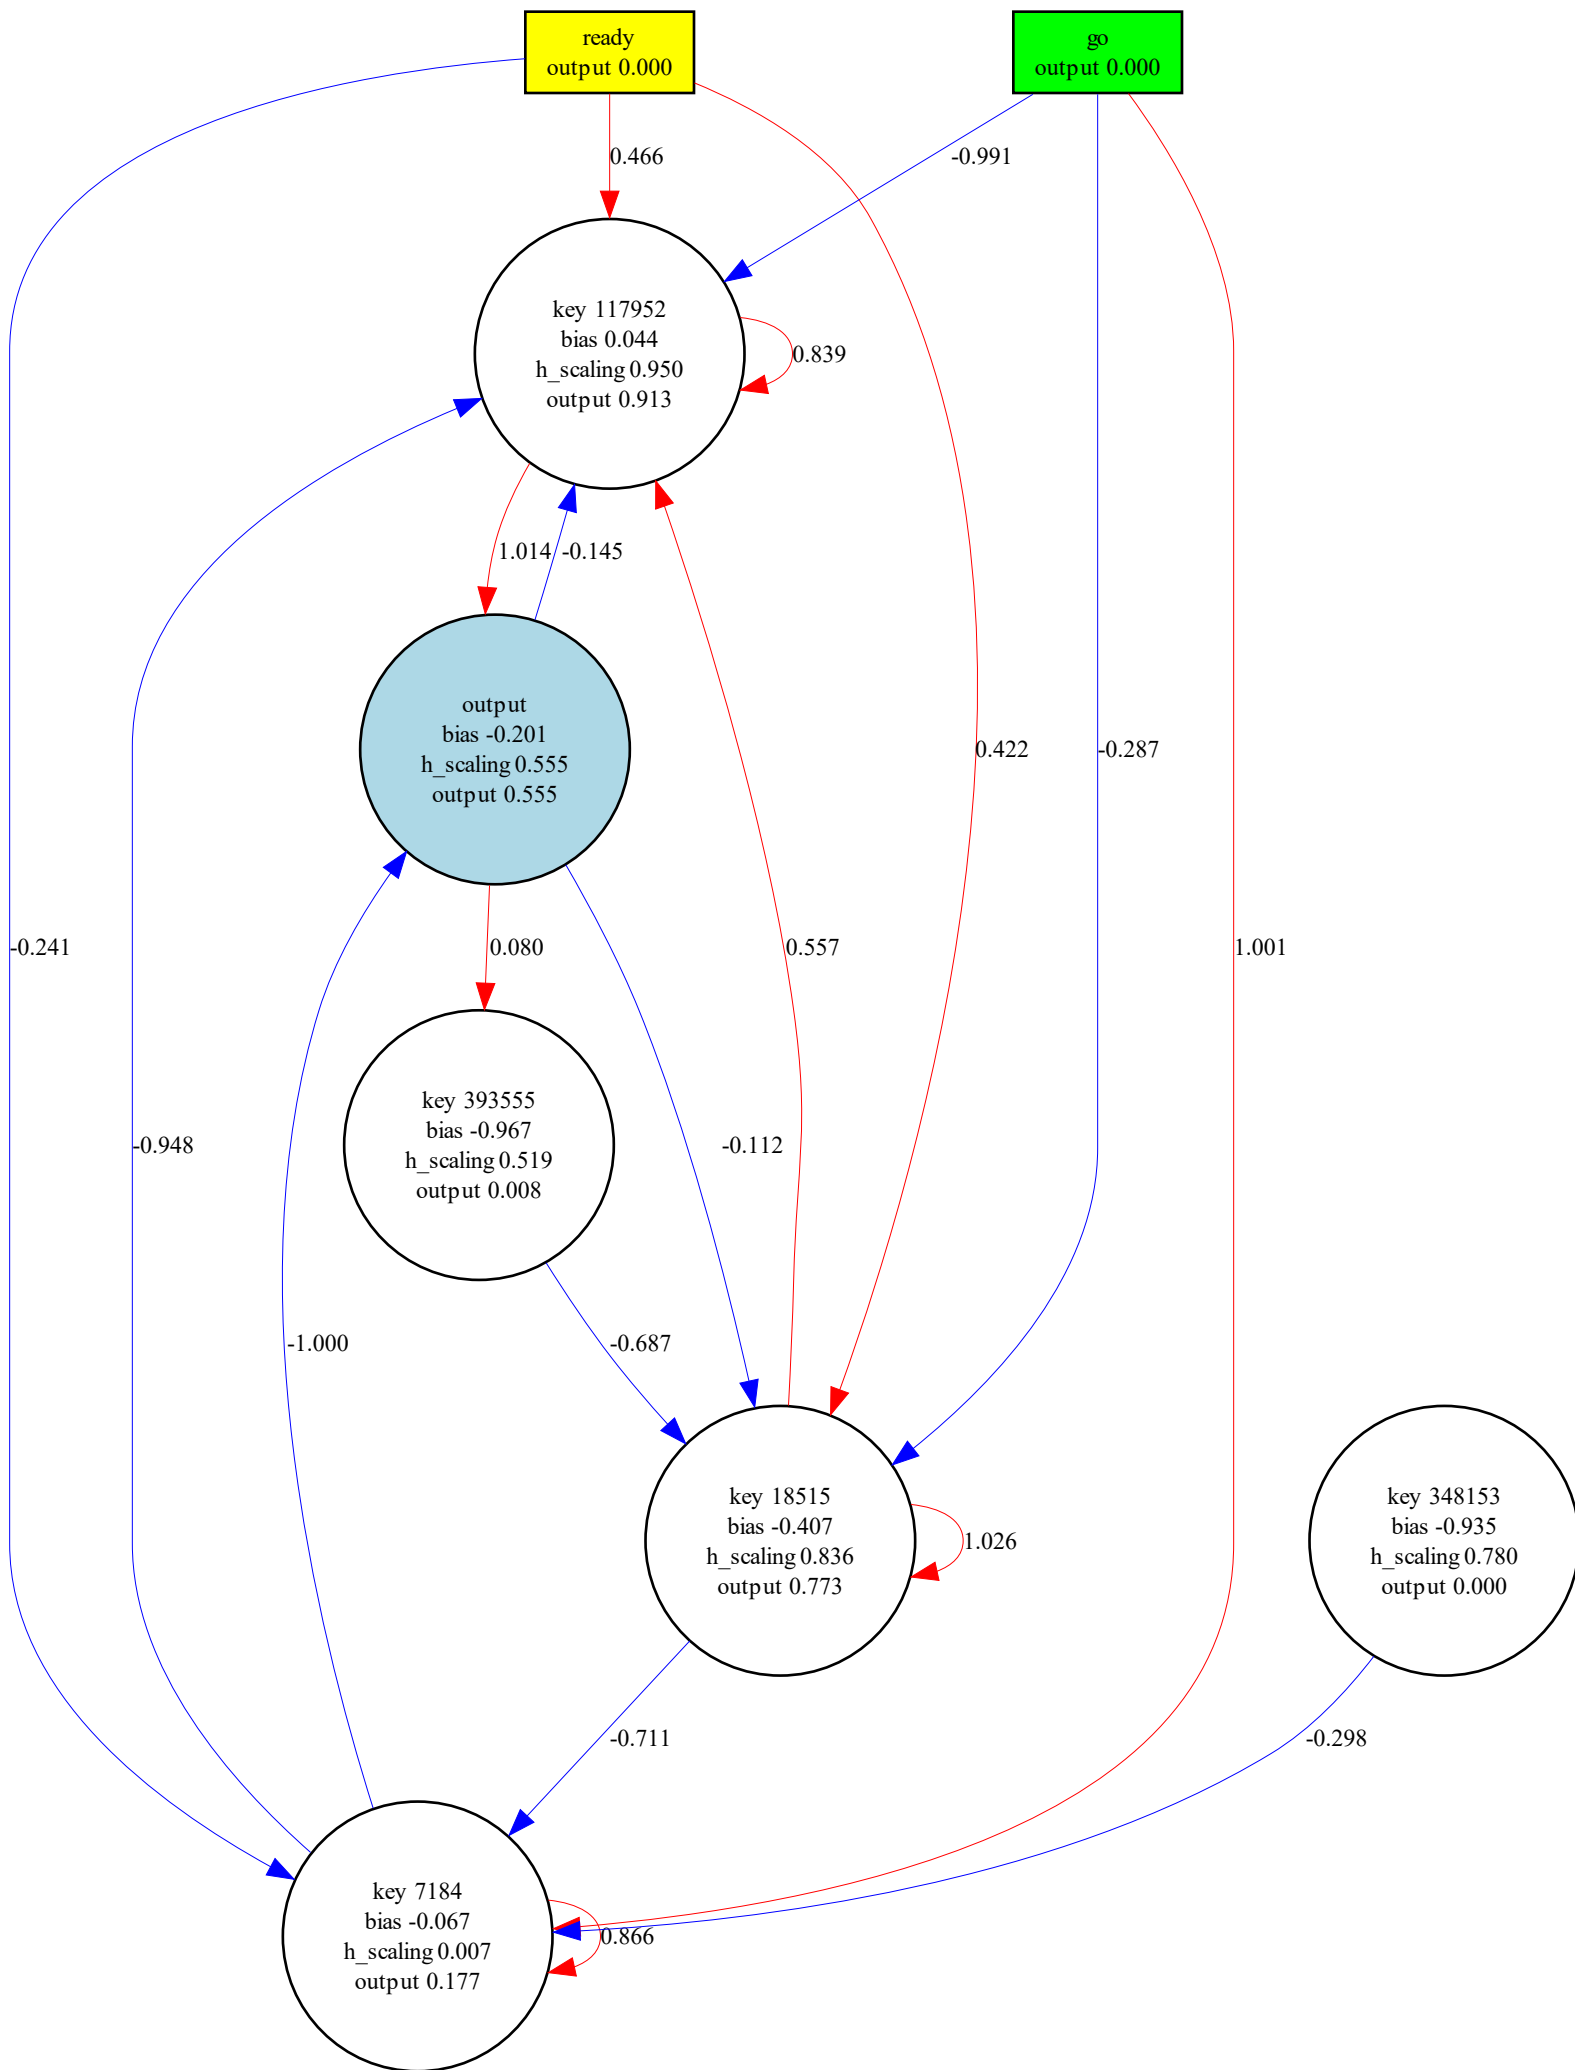 ready
output 0.000
go
output 0.000
0.466
-0.991
key 117952
bias 0.044
h_scaling 0.950
output 0.913
0.839
1.014
-0.145
output
bias -0.201
h_scaling 0.555
output 0.555
0.422
-0.287
-0.241
0.080
0.557
1.001
key 393555
bias -0.967
h_scaling 0.519
output 0.008
-0.948
-0.112
-1.000
-0.687
key 18515
bias -0.407
h_scaling 0.836
output 0.773
1.026
key 348153
bias -0.935
h_scaling 0.780
output 0.000
-0.711
-0.298
key 7184
bias -0.067
h_scaling 0.007
output 0.177
0.866